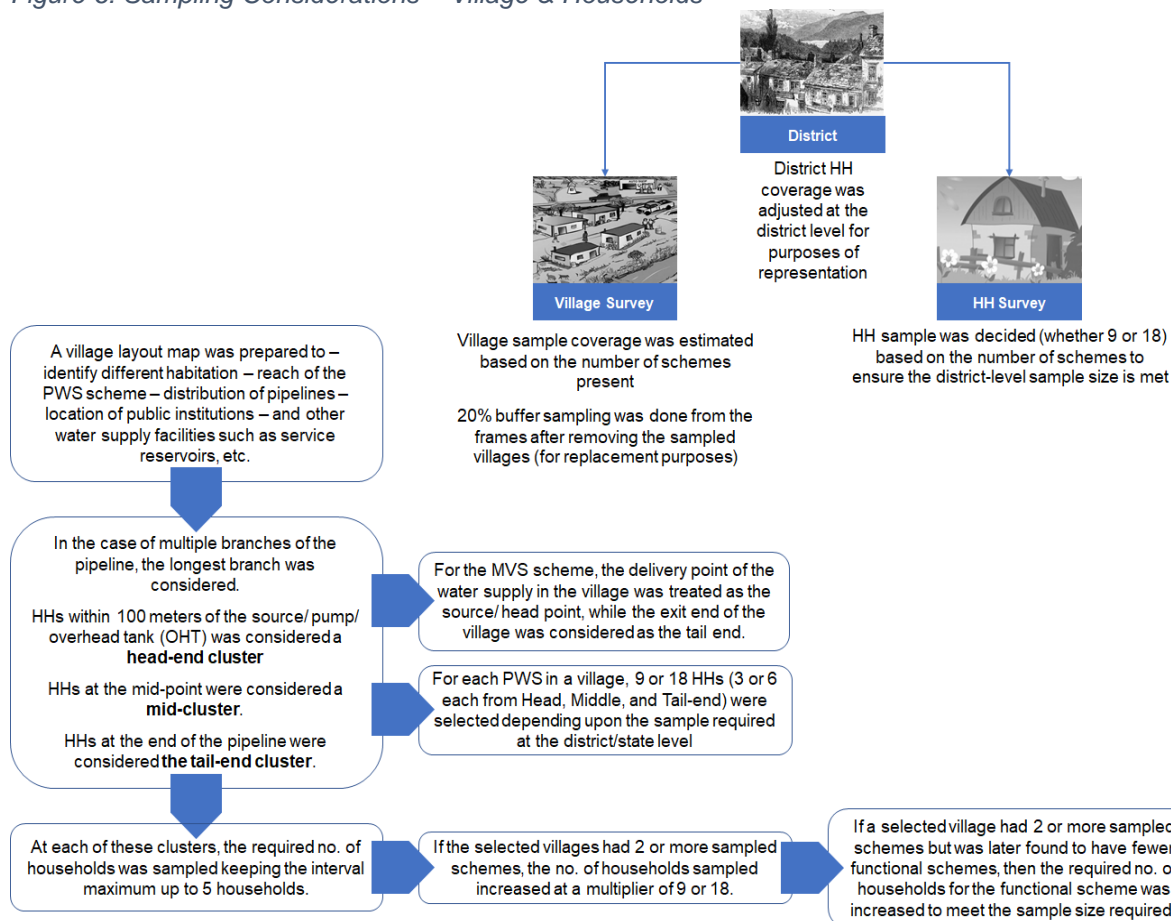 Figure 3. Sampling Considerations – Village & Households
District
District HH
coverage was
adjusted at the
district level for
purposes of
representation
Village Survey
HH Survey
Village sample coverage was estimated
based on the number of schemes
present
20% buffer sampling was done from the
frames after removing the sampled
villages (for replacement purposes)
HH sample was decided (whether 9 or 18)
based on the number of schemes to
ensure the district-level sample size is met
A village layout map was prepared to –
identify different habitation – reach of the
PWS scheme – distribution of pipelines –
location of public institutions – and other
water supply facilities such as service
reservoirs, etc.
In the case of multiple branches of the
pipeline, the longest branch was
considered.
HHs within 100 meters of the source/ pump/
overhead tank (OHT) was considered a
head-end cluster
HHs at the mid-point were considered a
mid-cluster.
HHs at the end of the pipeline were
considered the tail-end cluster.
For the MVS scheme, the delivery point of the
water supply in the village was treated as the
source/ head point, while the exit end of the
village was considered as the tail end.
For each PWS in a village, 9 or 18 HHs (3 or 6
each from Head, Middle, and Tail-end) were
selected depending upon the sample required
at the district/state level
At each of these clusters, the required no. of
households was sampled keeping the interval
maximum up to 5 households.
If the selected villages had 2 or more sampled
schemes, the no. of households sampled
increased at a multiplier of 9 or 18.
If a selected village had 2 or more sampled
schemes but was later found to have fewer
functional schemes, then the required no. of
households for the functional scheme was
increased to meet the sample size required